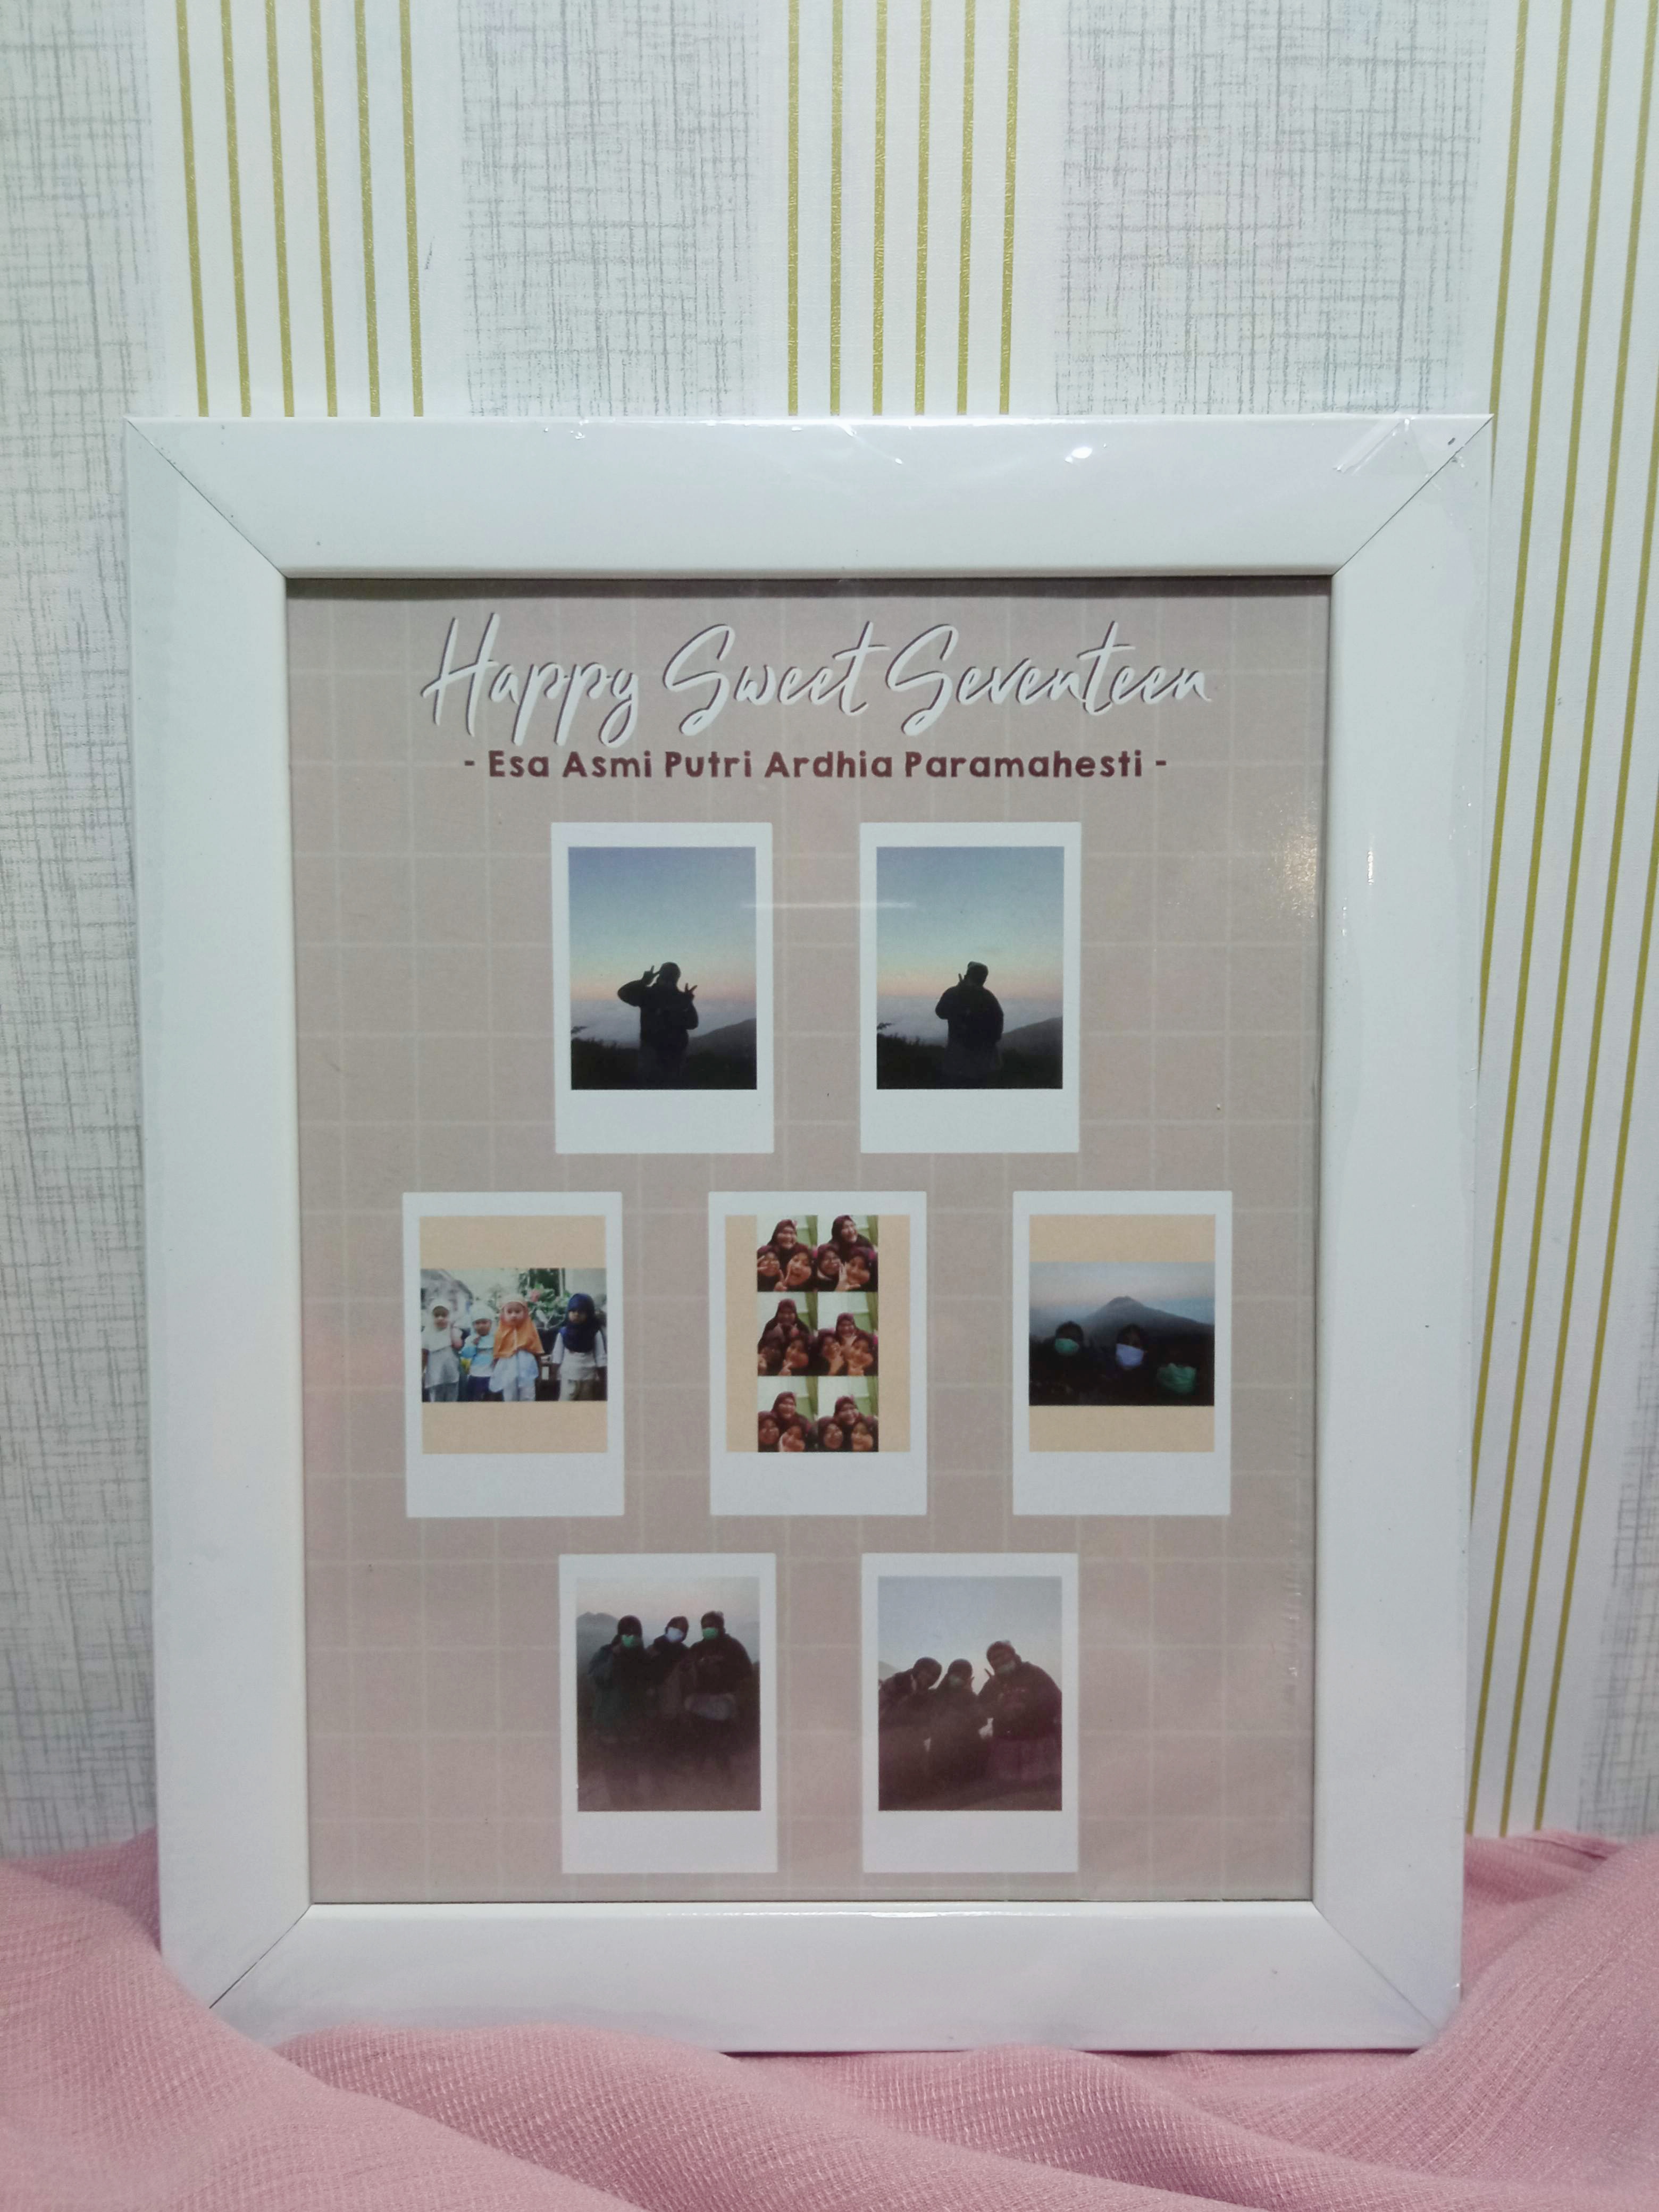 Happy Sweet Seventeen
- Esa Asmi Putri Ardhia Paramahesti -